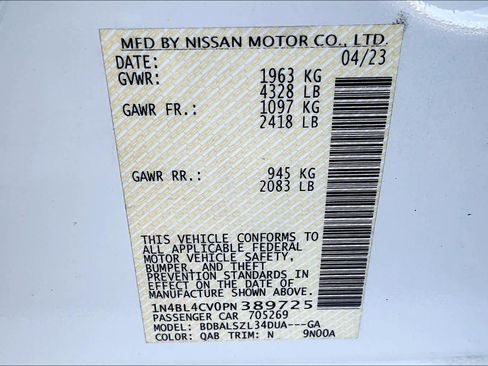 MFD BY NISSAN MOTOR CO., LTD.
DATE: 04/23
GVWR: 1963 KG
4328 LB
GAWR FR.: 1097 KG
2418 LB
GAWR RR.: 945 KG
2083 LB
THIS VEHICLE CONFORMS TO
ALL APPLICABLE FEDERAL
MOTOR VEHICLE SAFETY,
BUMPER, AND THEFT
PREVENTION STANDARDS IN
EFFECT ON THE DATE OF
MANUFACTURE SHOWN ABOVE.
1N4BL4CV0PN389725
PASSENGER CAR 705269
MODEL: BDBALSZL34DUA---GA
COLOR: QAB TRIM: N 9N00A